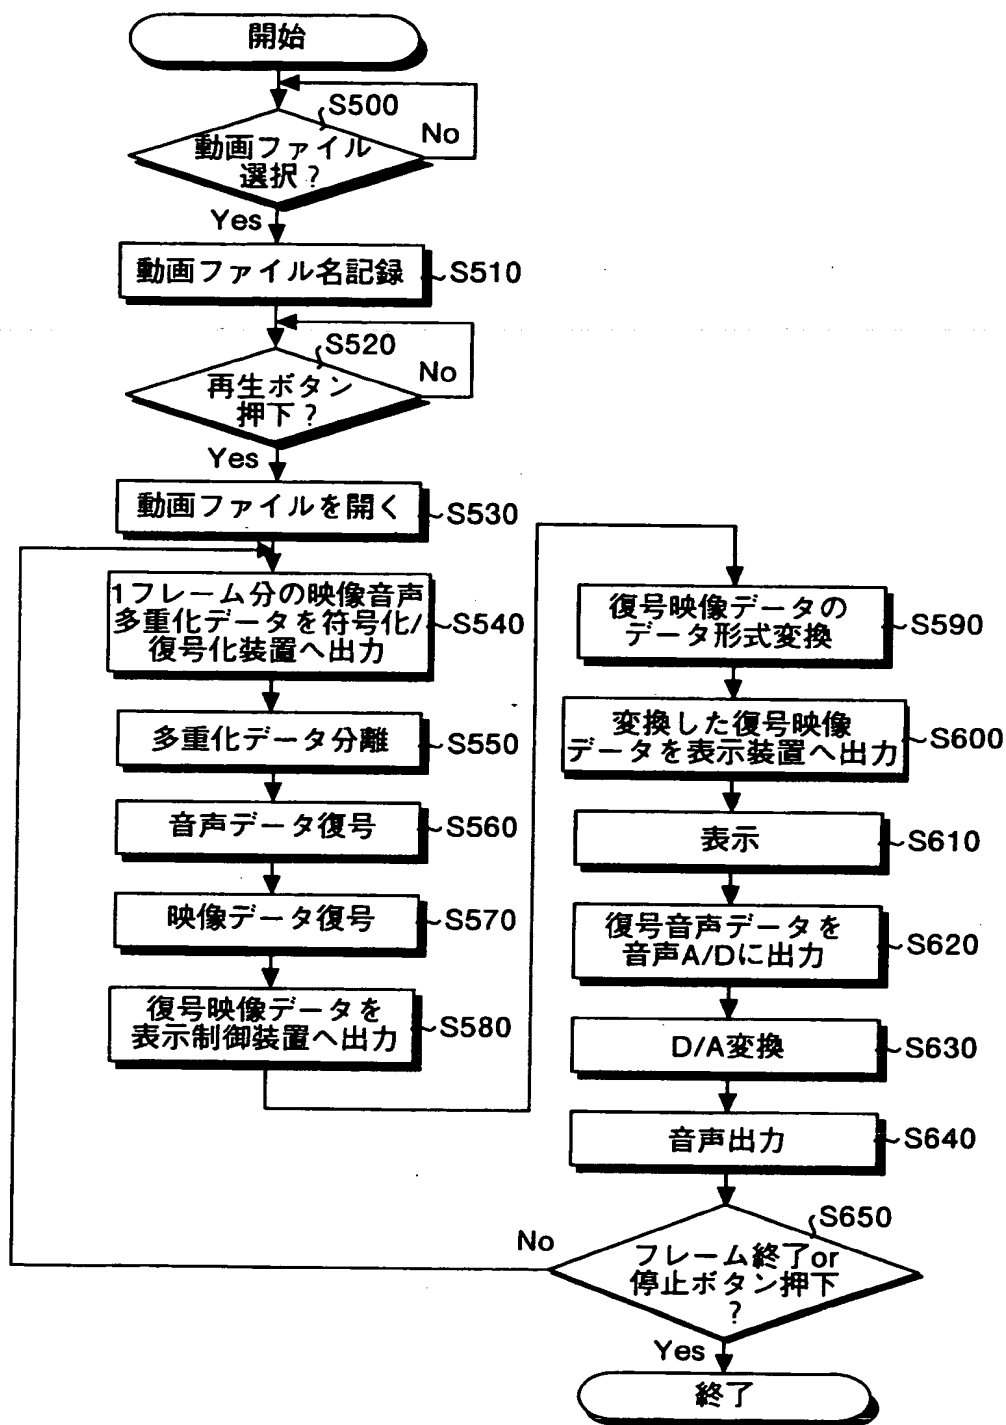 開始
S500
No
動画ファイル
選択?
Yes
動画ファイル名記録
S510
S520
No
再生ボタン
押下?
Yes
動画ファイルを開く
S530
1フレーム分の映像音声
多重化データを符号化/
復号化装置へ出力
S540
多重化データ分離
S550
音声データ復号
S560
映像データ復号
S570
復号映像データを
表示制御装置へ出力
S580
復号映像データの
データ形式変換
S590
変換した復号映像
データを表示装置へ出力
S600
表示
S610
復号音声データを
音声A/Dに出力
S620
D/A変換
S630
音声出力
S640
S650
No
フレーム終了or
停止ボタン押下
?
Yes
終了